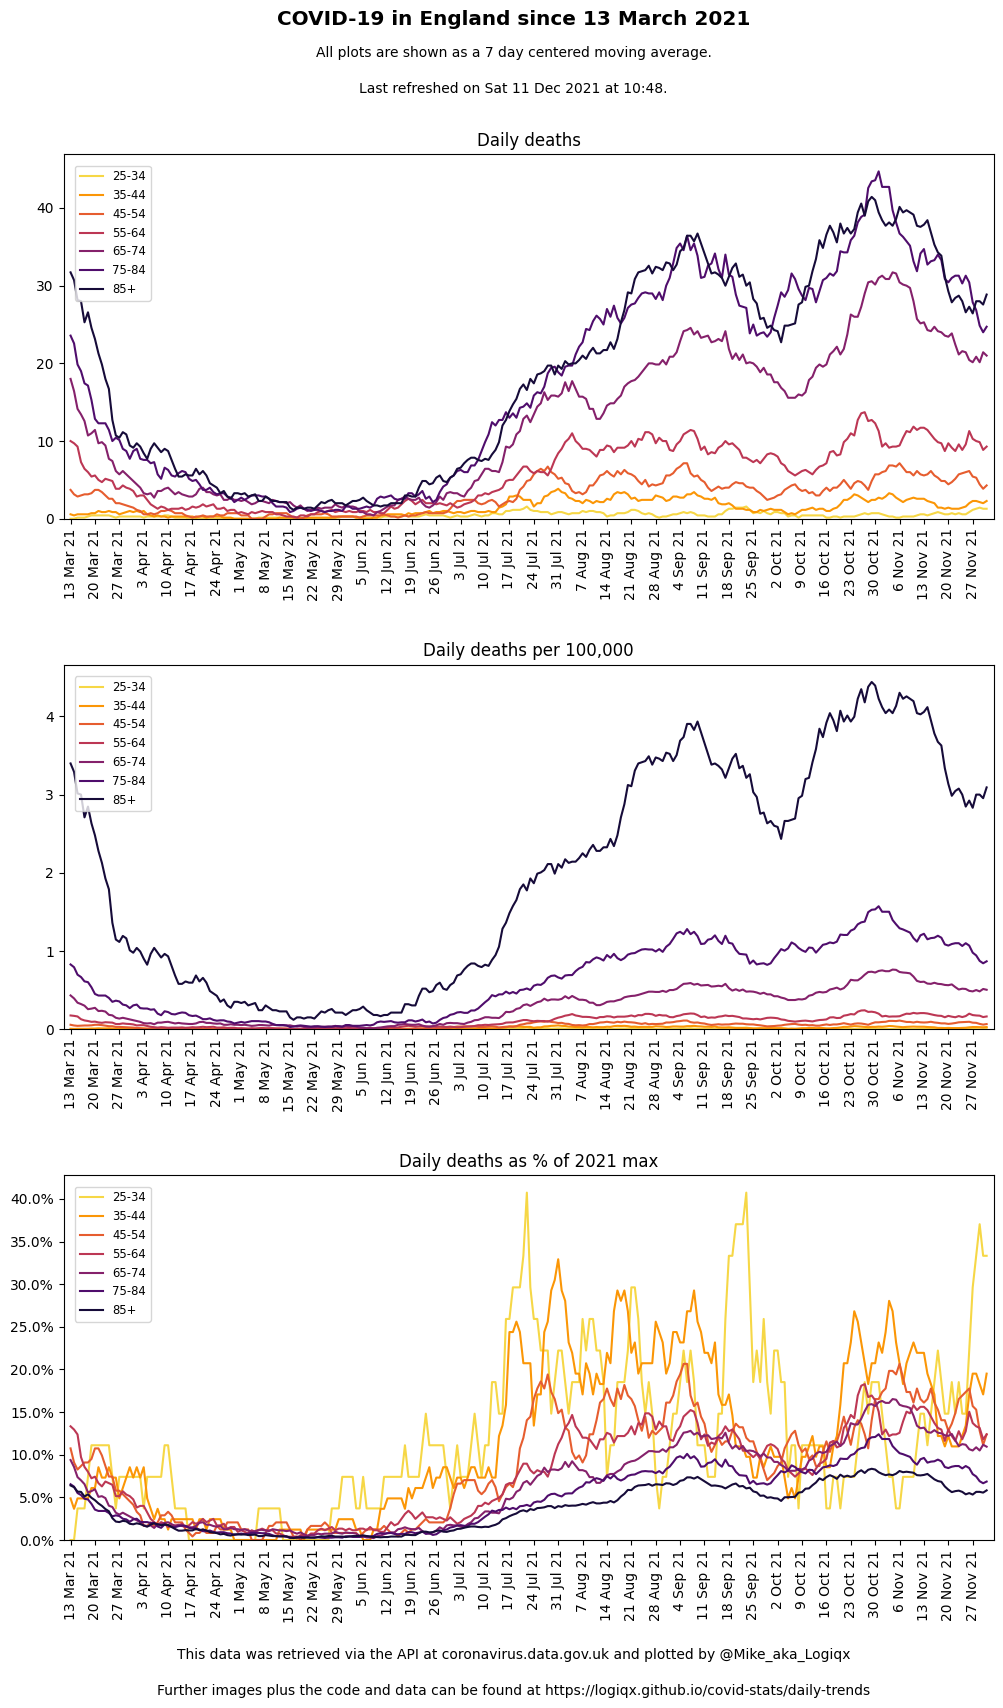 COVID-19 in England since 13 March 2021
All plots are shown as a 7 day centered moving average.
Last refreshed on Sat 11 Dec 2021 at 10:48.
Daily deaths
25-34
35-44
45-54
55-64
65-74
75-84
85+
40
30
20
10
0
13 Mar 21
20 Mar 21
27 Mar 21
3 Apr 21
10 Apr 21
17 Apr 21
24 Apr 21
1 May 21
8 May 21
15 May 21
22 May 21
29 May 21
5 Jun 21
12 Jun 21
19 Jun 21
26 Jun 21
3 Jul 21
10 Jul 21
17 Jul 21
24 Jul 21
31 Jul 21
7 Aug 21
14 Aug 21
21 Aug 21
28 Aug 21
4 Sep 21
11 Sep 21
18 Sep 21
25 Sep 21
2 Oct 21
9 Oct 21
16 Oct 21
23 Oct 21
30 Oct 21
6 Nov 21
13 Nov 21
20 Nov 21
27 Nov 21
Daily deaths per 100,000
25-34
35-44
45-54
55-64
65-74
75-84
85+
4
3
2
1
0
13 Mar 21
20 Mar 21
27 Mar 21
3 Apr 21
10 Apr 21
17 Apr 21
24 Apr 21
1 May 21
8 May 21
15 May 21
22 May 21
29 May 21
5 Jun 21
12 Jun 21
19 Jun 21
26 Jun 21
3 Jul 21
10 Jul 21
17 Jul 21
24 Jul 21
31 Jul 21
7 Aug 21
14 Aug 21
21 Aug 21
28 Aug 21
4 Sep 21
11 Sep 21
18 Sep 21
25 Sep 21
2 Oct 21
9 Oct 21
16 Oct 21
23 Oct 21
30 Oct 21
6 Nov 21
13 Nov 21
20 Nov 21
27 Nov 21
Daily deaths as % of 2021 max
25-34
35-44
45-54
55-64
65-74
75-84
85+
40.0%
35.0%
30.0%
25.0%
20.0%
15.0%
10.0%
5.0%
0.0%
13 Mar 21
20 Mar 21
27 Mar 21
3 Apr 21
10 Apr 21
17 Apr 21
24 Apr 21
1 May 21
8 May 21
15 May 21
22 May 21
29 May 21
5 Jun 21
12 Jun 21
19 Jun 21
26 Jun 21
3 Jul 21
10 Jul 21
17 Jul 21
24 Jul 21
31 Jul 21
7 Aug 21
14 Aug 21
21 Aug 21
28 Aug 21
4 Sep 21
11 Sep 21
18 Sep 21
25 Sep 21
2 Oct 21
9 Oct 21
16 Oct 21
23 Oct 21
30 Oct 21
6 Nov 21
13 Nov 21
20 Nov 21
27 Nov 21
This data was retrieved via the API at coronavirus.data.gov.uk and plotted by @Mike_aka_Logiqx
Further images plus the code and data can be found at https://logiqx.github.io/covid-stats/daily-trends